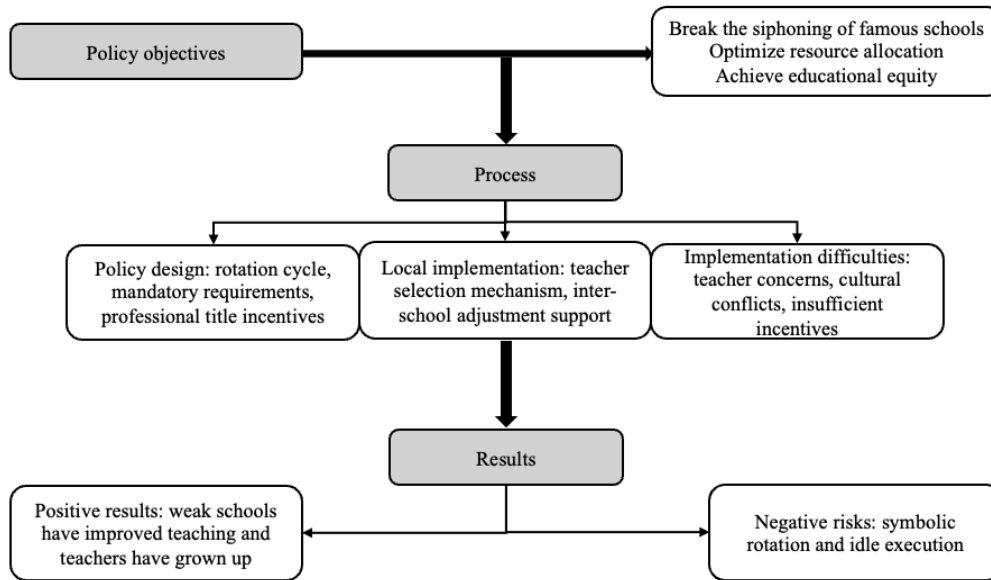 Policy objectives
Break the siphoning of famous schools
Optimize resource allocation
Achieve educational equity
Process
Policy design: rotation cycle,
mandatory requirements,
professional title incentives
Local implementation: teacher
selection mechanism, inter-
school adjustment support
Implementation difficulties:
teacher concerns, cultural
conflicts, insufficient
incentives
Results
Positive results: weak schools
have improved teaching and
teachers have grown up
Negative risks: symbolic
rotation and idle execution